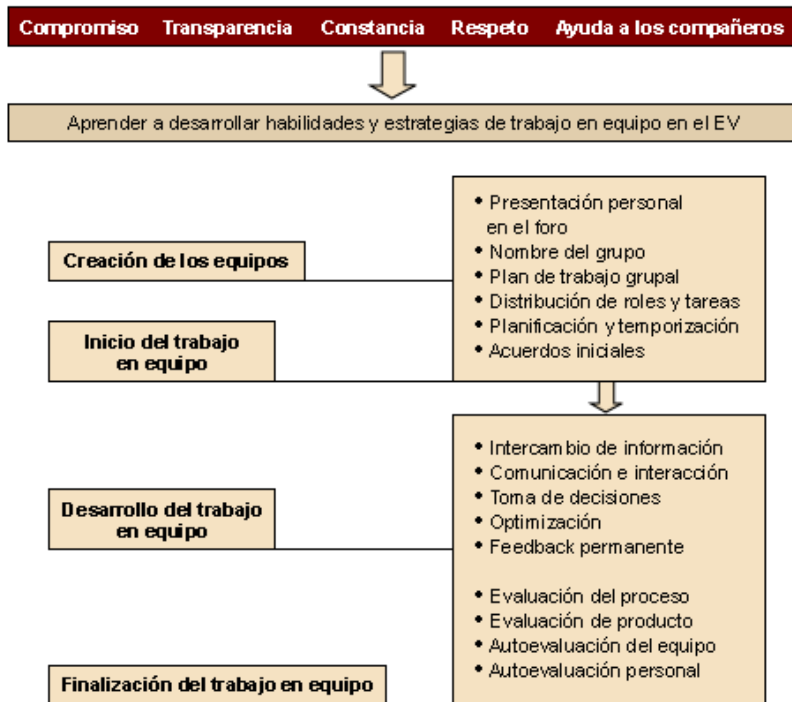 Compromiso Transparencia Constancia Respeto Ayuda a los compañeros
Aprender a desarrollar habilidades y estrategias de trabajo en equipo en el EV
Creación de los equipos
Inicio del trabajo
en equipo
• Presentación personal
en el foro
• Nombre del grupo
• Plan de trabajo grupal
• Distribución de roles y tareas
• Planificación y temporización
• Acuerdos iniciales
Desarrollo del trabajo
en equipo
• Intercambio de información
• Comunicación e interacción
• Toma de decisiones
• Optimización
• Feedback permanente
• Evaluación del proceso
• Evaluación de producto
• Autoevaluación del equipo
• Autoevaluación personal
Finalización del trabajo en equipo